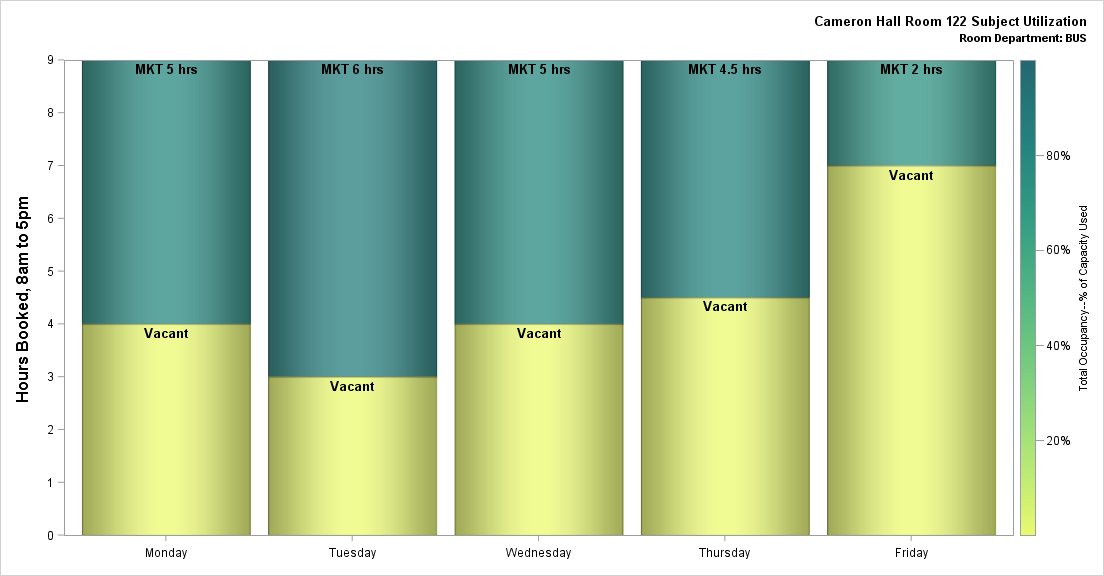 Cameron Hall Room 122 Subject Utilization
Room Department: BUS
Hours Booked, 8am to 5pm
9
8
7
6
5
4
3
2
1
0
MKT 5 hrs
MKT 6 hrs
MKT 5 hrs
MKT 4.5 hrs
MKT 2 hrs
Vacant
Vacant
Vacant
Vacant
Vacant
Monday
Tuesday
Wednesday
Thursday
Friday
80%
60%
40%
20%
Total Occupancy--% of Capacity Used